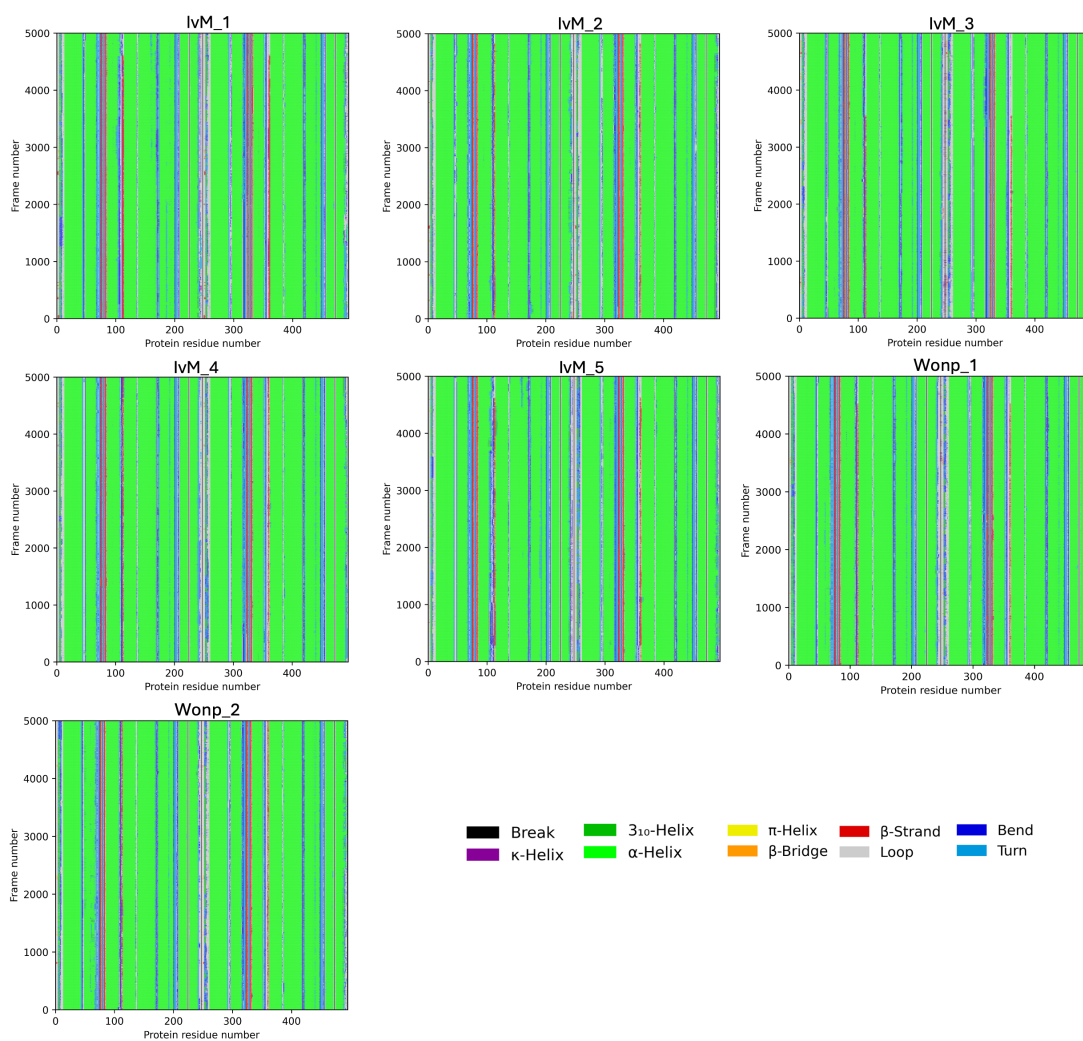 IvM_1
5000
4000
3000
2000
1000
0
Frame number
0 100 200 300 400
Protein residue number
IvM_2
5000
4000
3000
2000
1000
0
Frame number
0 100 200 300 400
Protein residue number
IvM_3
5000
4000
3000
2000
1000
0
Frame number
0 100 200 300 400
Protein residue number
IvM_4
5000
4000
3000
2000
1000
0
Frame number
0 100 200 300 400
Protein residue number
IvM_5
5000
4000
3000
2000
1000
0
Frame number
0 100 200 300 400
Protein residue number
Wonp_1
5000
4000
3000
2000
1000
0
Frame number
0 100 200 300 400
Protein residue number
Wonp_2
5000
4000
3000
2000
1000
0
Frame number
0 100 200 300 400
Protein residue number
Break 3₁₀-Helix π-Helix β-Strand Bend
κ-Helix α-Helix β-Bridge Loop Turn